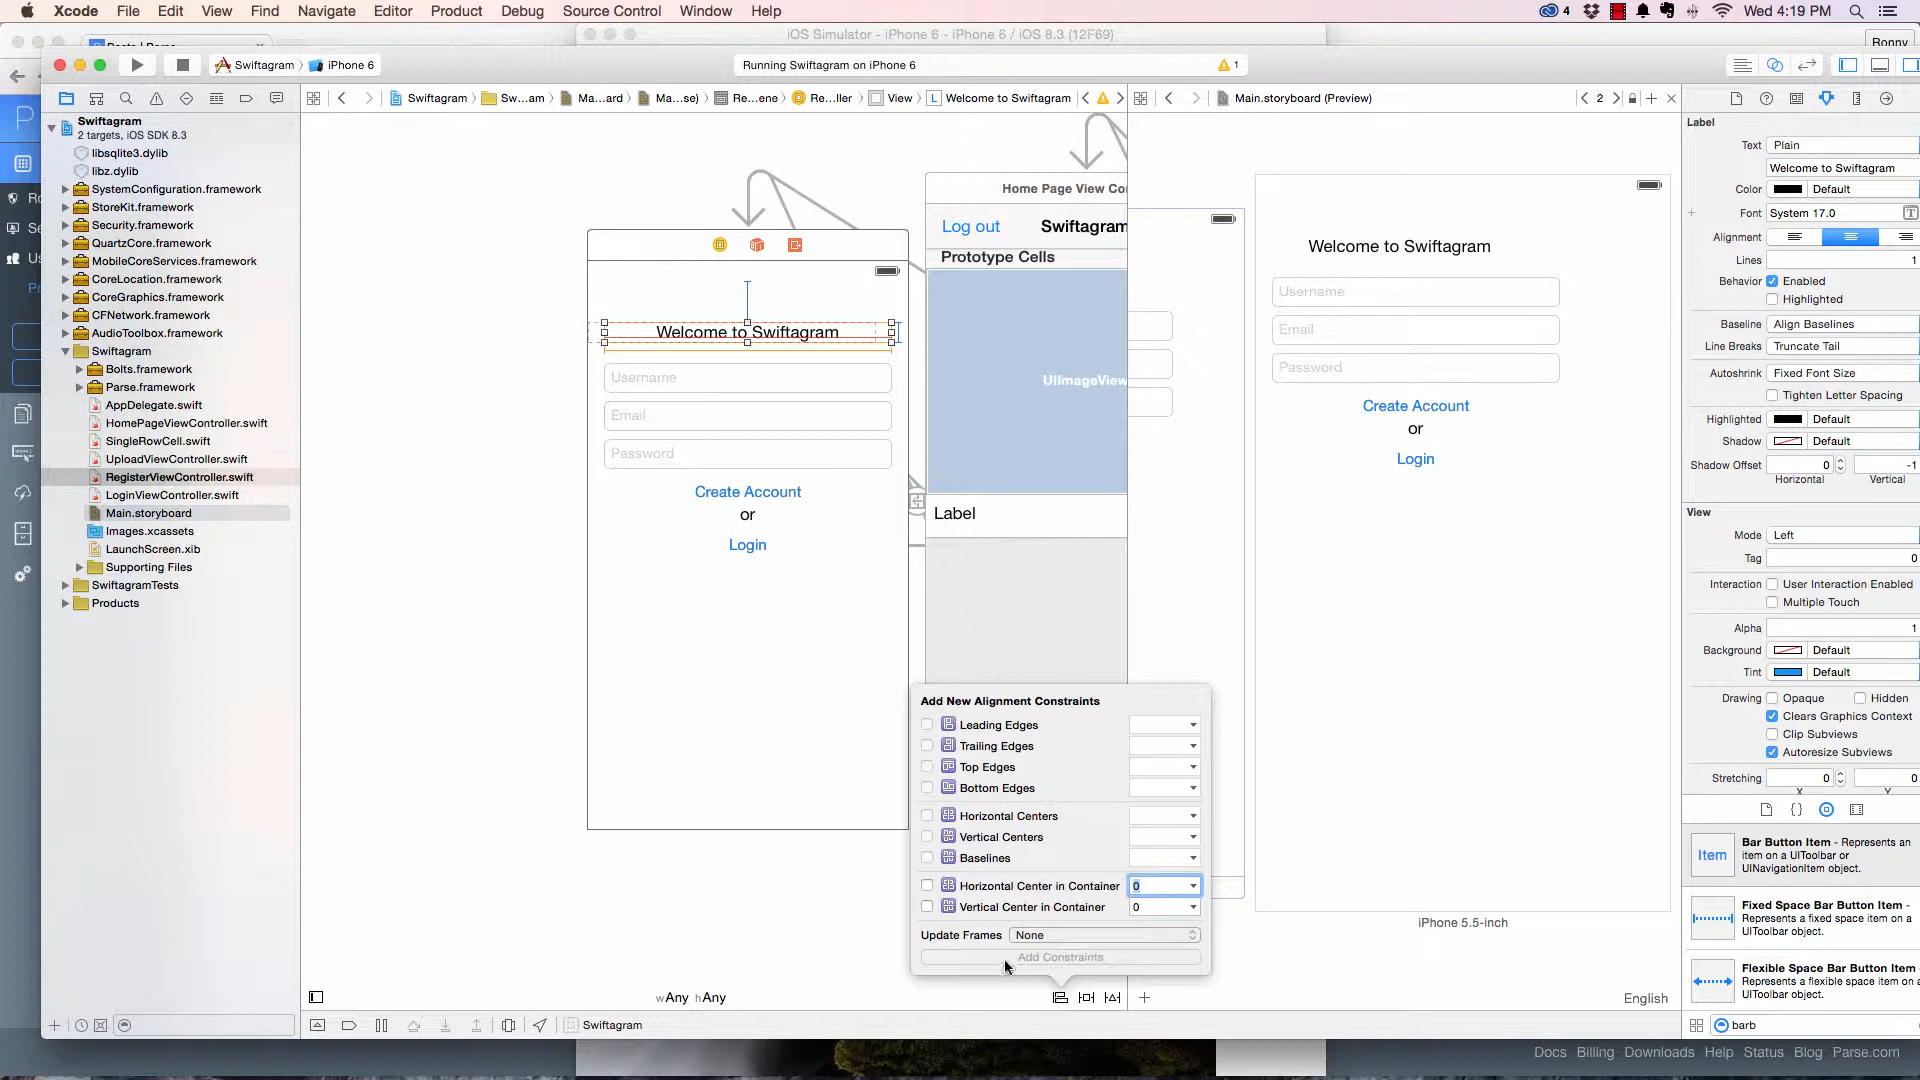 Xcode File Edit View Find Navigate Editor Product Debug Source Control Window Help
4 Wed 4:19 PM
iOS Simulator - iPhone 6 - iPhone 6 / iOS 8.3 (12F69)
Ronny
Swiftagram iPhone 6
Running Swiftagram on iPhone 6
1
Swiftagram Sw...am Ma...ard Ma...se) Re...ene Re...ller View L Welcome to Swiftagram
Main.storyboard (Preview)
2
Swiftagram
2 targets, iOS SDK 8.3
libsqlite3.dylib
libz.dylib
SystemConfiguration.framework
StoreKit.framework
Security.framework
QuartzCore.framework
MobileCoreServices.framework
CoreLocation.framework
CoreGraphics.framework
CFNetwork.framework
AudioToolbox.framework
Swiftagram
Bolts.framework
Parse.framework
AppDelegate.swift
HomePageViewController.swift
SingleRowCell.swift
UploadViewController.swift
RegisterViewController.swift
LoginViewController.swift
Main.storyboard
Images.xcassets
LaunchScreen.xib
Supporting Files
SwiftagramTests
Products
Welcome to Swiftagram
Username
Email
Password
Create Account
or
Login
Home Page View Co
Log out Swiftagram
Prototype Cells
UIImageView
Label
Add New Alignment Constraints
Leading Edges
Trailing Edges
Top Edges
Bottom Edges
Horizontal Centers
Vertical Centers
Baselines
Horizontal Center in Container 0
Vertical Center in Container 0
Update Frames None
Add Constraints
wAny hAny
Swiftagram
Welcome to Swiftagram
Username
Email
Password
Create Account
or
Login
iPhone 5.5-inch
English
Label
Text Plain
Welcome to Swiftagram
Color Default
Font System 17.0
Alignment
Lines 1
Behavior Enabled
Highlighted
Baseline Align Baselines
Line Breaks Truncate Tail
Autoshrink Fixed Font Size
Tighten Letter Spacing
Highlighted Default
Shadow Default
Shadow Offset 0 -1
Horizontal Vertical
View
Mode Left
Tag 0
Interaction User Interaction Enabled
Multiple Touch
Alpha 1
Background Default
Tint Default
Drawing Opaque Hidden
Clears Graphics Context
Clip Subviews
Autoresize Subviews
Stretching 0 0
X Y
Item
Bar Button Item - Represents an
item on a UIToolbar or
UINavigationItem object.
Fixed Space Bar Button Item -
Represents a fixed space item on a
UIToolbar object.
Flexible Space Bar Button Item -
Represents a flexible space item on a
UIToolbar object.
barb
Docs Billing Downloads Help Status Blog Parse.com